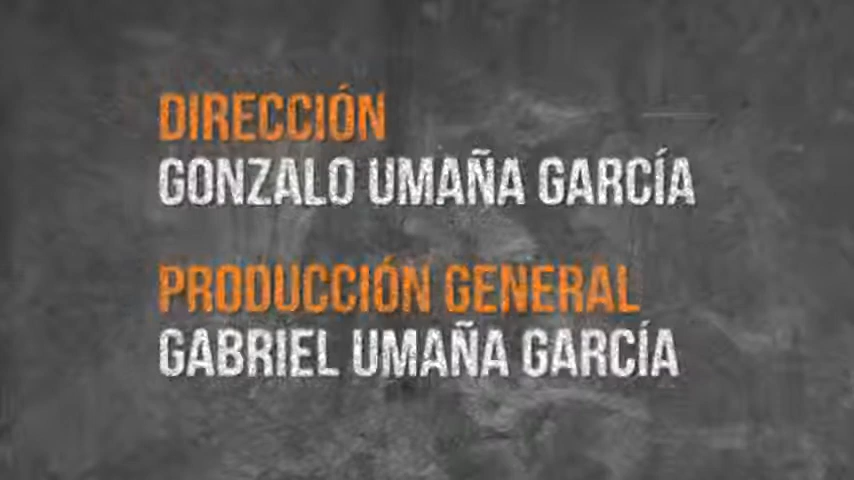 DIRECCIÓN
GONZALO UMAÑA GARCÍA
PRODUCCIÓN GENERAL
GABRIEL UMAÑA GARCÍA